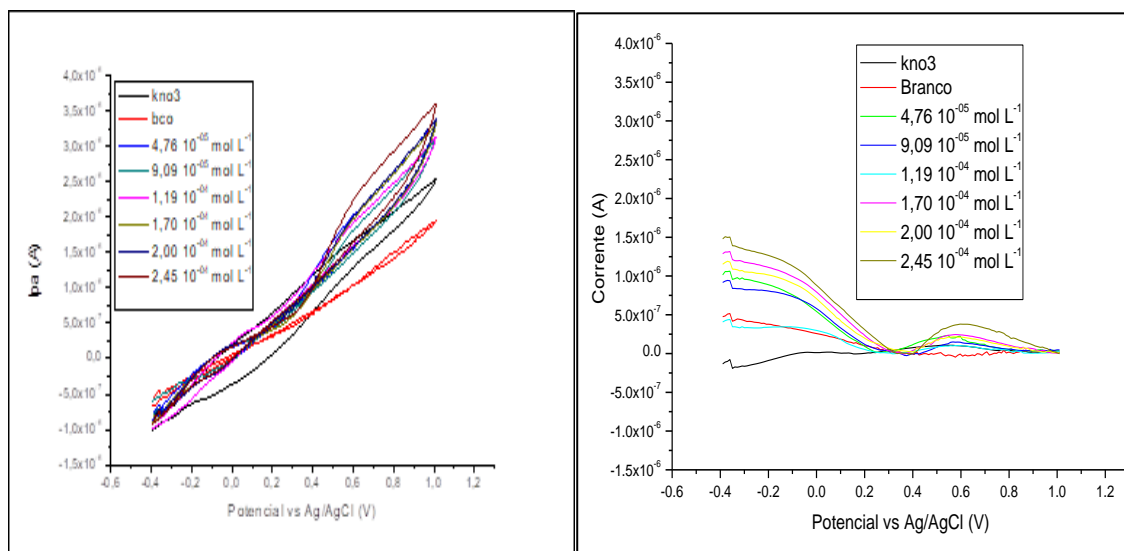 4,0x10⁻⁶
3,5x10⁻⁶
3,0x10⁻⁶
2,5x10⁻⁶
2,0x10⁻⁶
1,5x10⁻⁶
1,0x10⁻⁶
5,0x10⁻⁷
0,0
-5,0x10⁻⁷
-1,0x10⁻⁶
-1,5x10⁻⁶
Ipa (A)
kno3
bco
4,76 10⁻⁰⁵ mol L⁻¹
9,09 10⁻⁰⁵ mol L⁻¹
1,19 10⁻⁰⁴ mol L⁻¹
1,70 10⁻⁰⁴ mol L⁻¹
2,00 10⁻⁰⁴ mol L⁻¹
2,45 10⁻⁰⁴ mol L⁻¹
-0,6 -0,4 -0,2 0,0 0,2 0,4 0,6 0,8 1,0 1,2
Potencial vs Ag/AgCl (V)
4.0x10⁻⁶
3.5x10⁻⁶
3.0x10⁻⁶
2.5x10⁻⁶
2.0x10⁻⁶
1.5x10⁻⁶
1.0x10⁻⁶
5.0x10⁻⁷
0.0
-5.0x10⁻⁷
-1.0x10⁻⁶
-1.5x10⁻⁶
Corrente (A)
kno3
Branco
4,76 10⁻⁰⁵ mol L⁻¹
9,09 10⁻⁰⁵ mol L⁻¹
1,19 10⁻⁰⁴ mol L⁻¹
1,70 10⁻⁰⁴ mol L⁻¹
2,00 10⁻⁰⁴ mol L⁻¹
2,45 10⁻⁰⁴ mol L⁻¹
-0.6 -0.4 -0.2 0.0 0.2 0.4 0.6 0.8 1.0 1.2
Potencial vs Ag/AgCl (V)